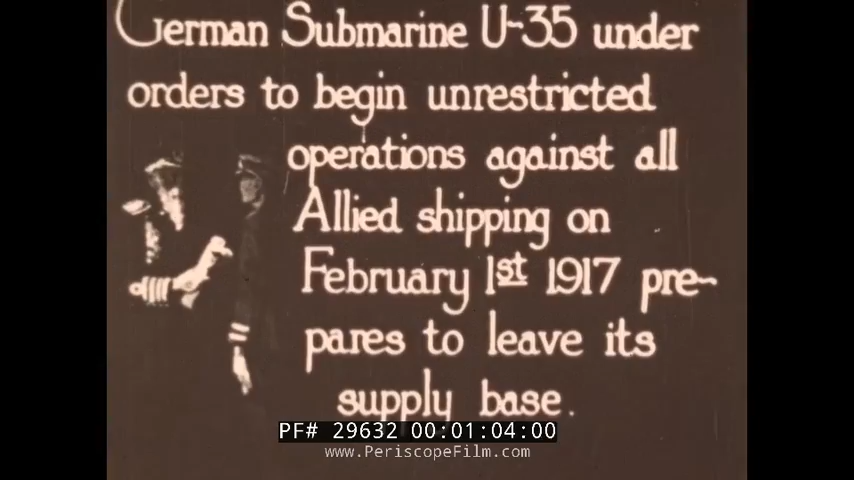 German Submarine U-35 under
orders to begin unrestricted
operations against all
Allied shipping on
February 1st 1917 pre-
pares to leave its
supply base.
PF# 29632 00:01:04:00
www.PeriscopeFilm.com